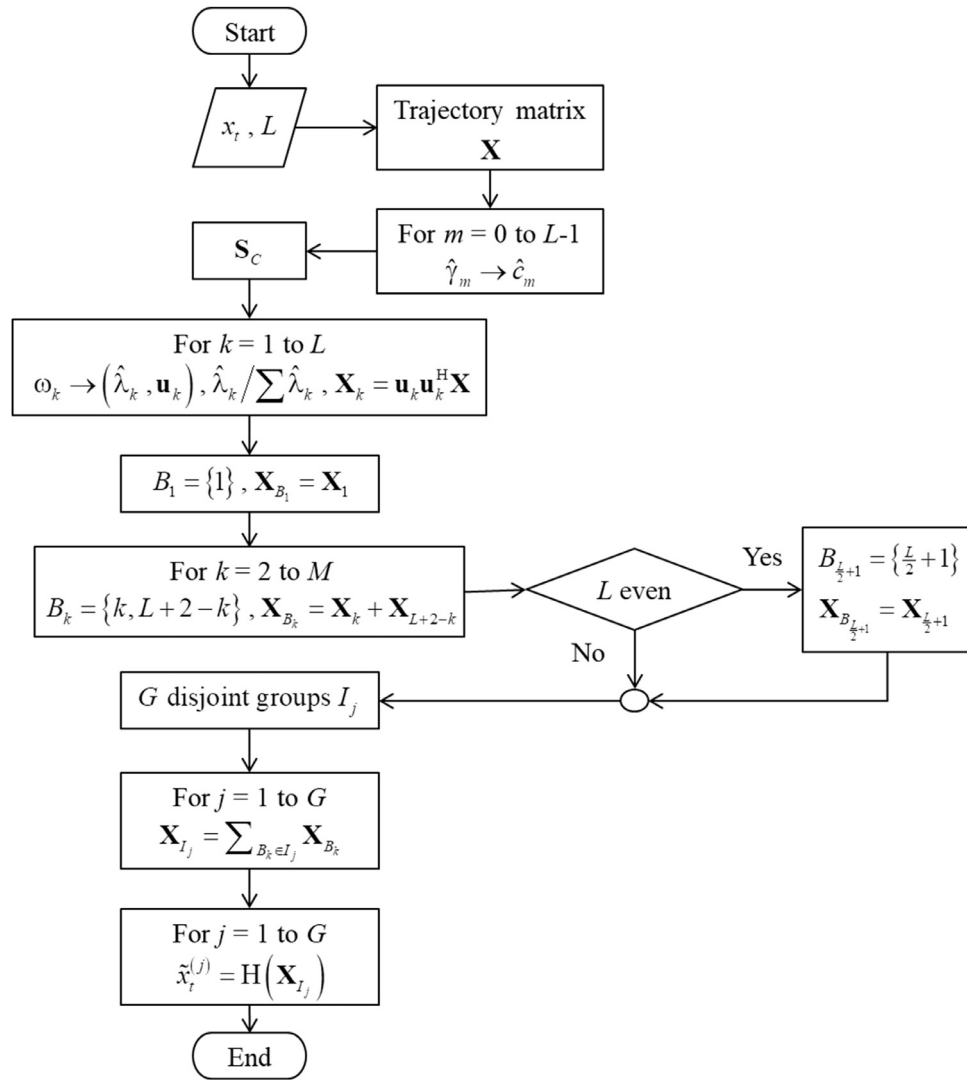 Start
x_t , L
Trajectory matrix
X
For m = 0 to L-1
γ̂_m → ĉ_m
S_C
For k = 1 to L
ω_k → (λ̂_k , u_k) , λ̂_k/∑λ̂_k , X_k = u_k u_k^H X
B_1 = {1} , X_{B_1} = X_1
For k = 2 to M
B_k = {k, L+2−k} , X_{B_k} = X_k + X_{L+2−k}
L even
Yes
B_{L/2+1} = {L/2+1}
X_{B_{L/2+1}} = X_{L/2+1}
No
G disjoint groups I_j
For j = 1 to G
X_{I_j} = ∑_{B_k∈I_j} X_{B_k}
For j = 1 to G
x̃_t^{(j)} = H(X_{I_j})
End